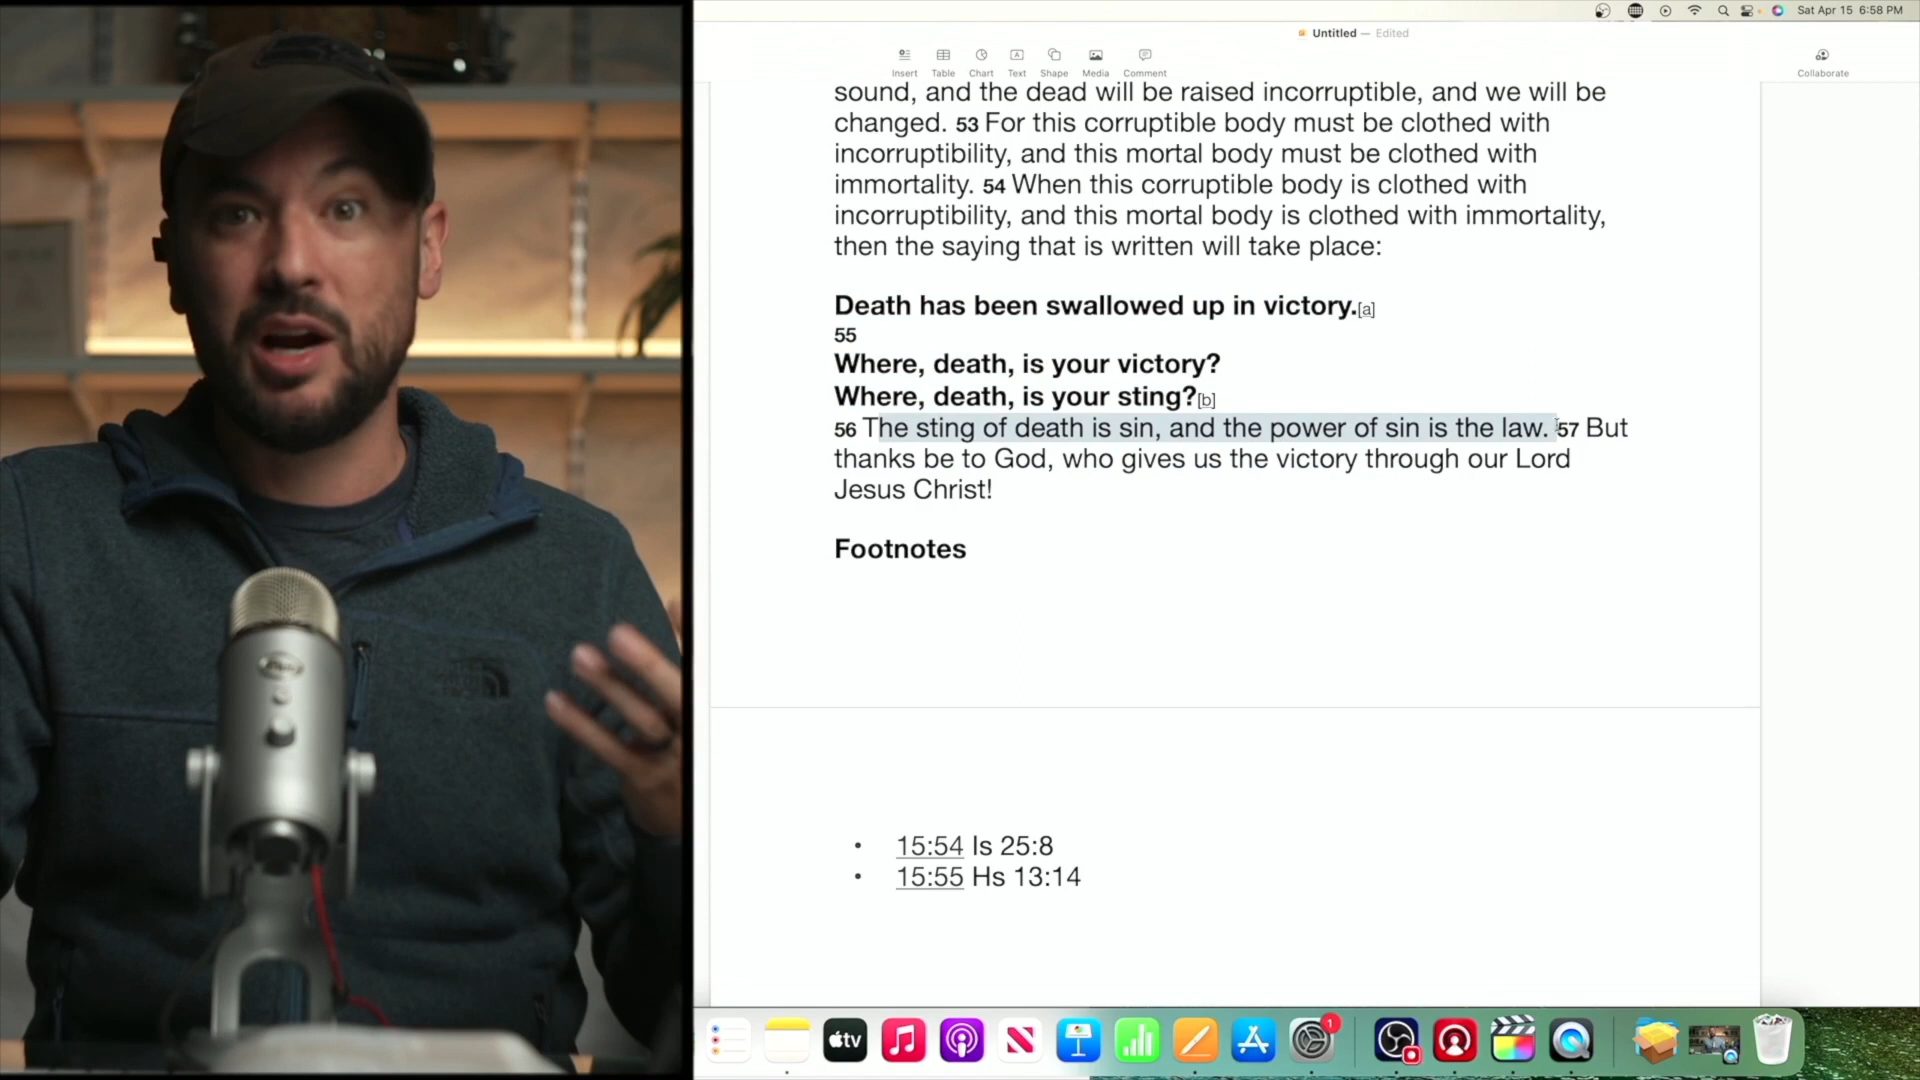 Sat Apr 15 6:58 PM
Untitled — Edited
Insert Table Chart Text Shape Media Comment
Collaborate
sound, and the dead will be raised incorruptible, and we will be
changed. 53 For this corruptible body must be clothed with
incorruptibility, and this mortal body must be clothed with
immortality. 54 When this corruptible body is clothed with
incorruptibility, and this mortal body is clothed with immortality,
then the saying that is written will take place:
Death has been swallowed up in victory.[a]
55
Where, death, is your victory?
Where, death, is your sting?[b]
56 The sting of death is sin, and the power of sin is the law. 57 But
thanks be to God, who gives us the victory through our Lord
Jesus Christ!
Footnotes
• 15:54 Is 25:8
• 15:55 Hs 13:14
tv
1